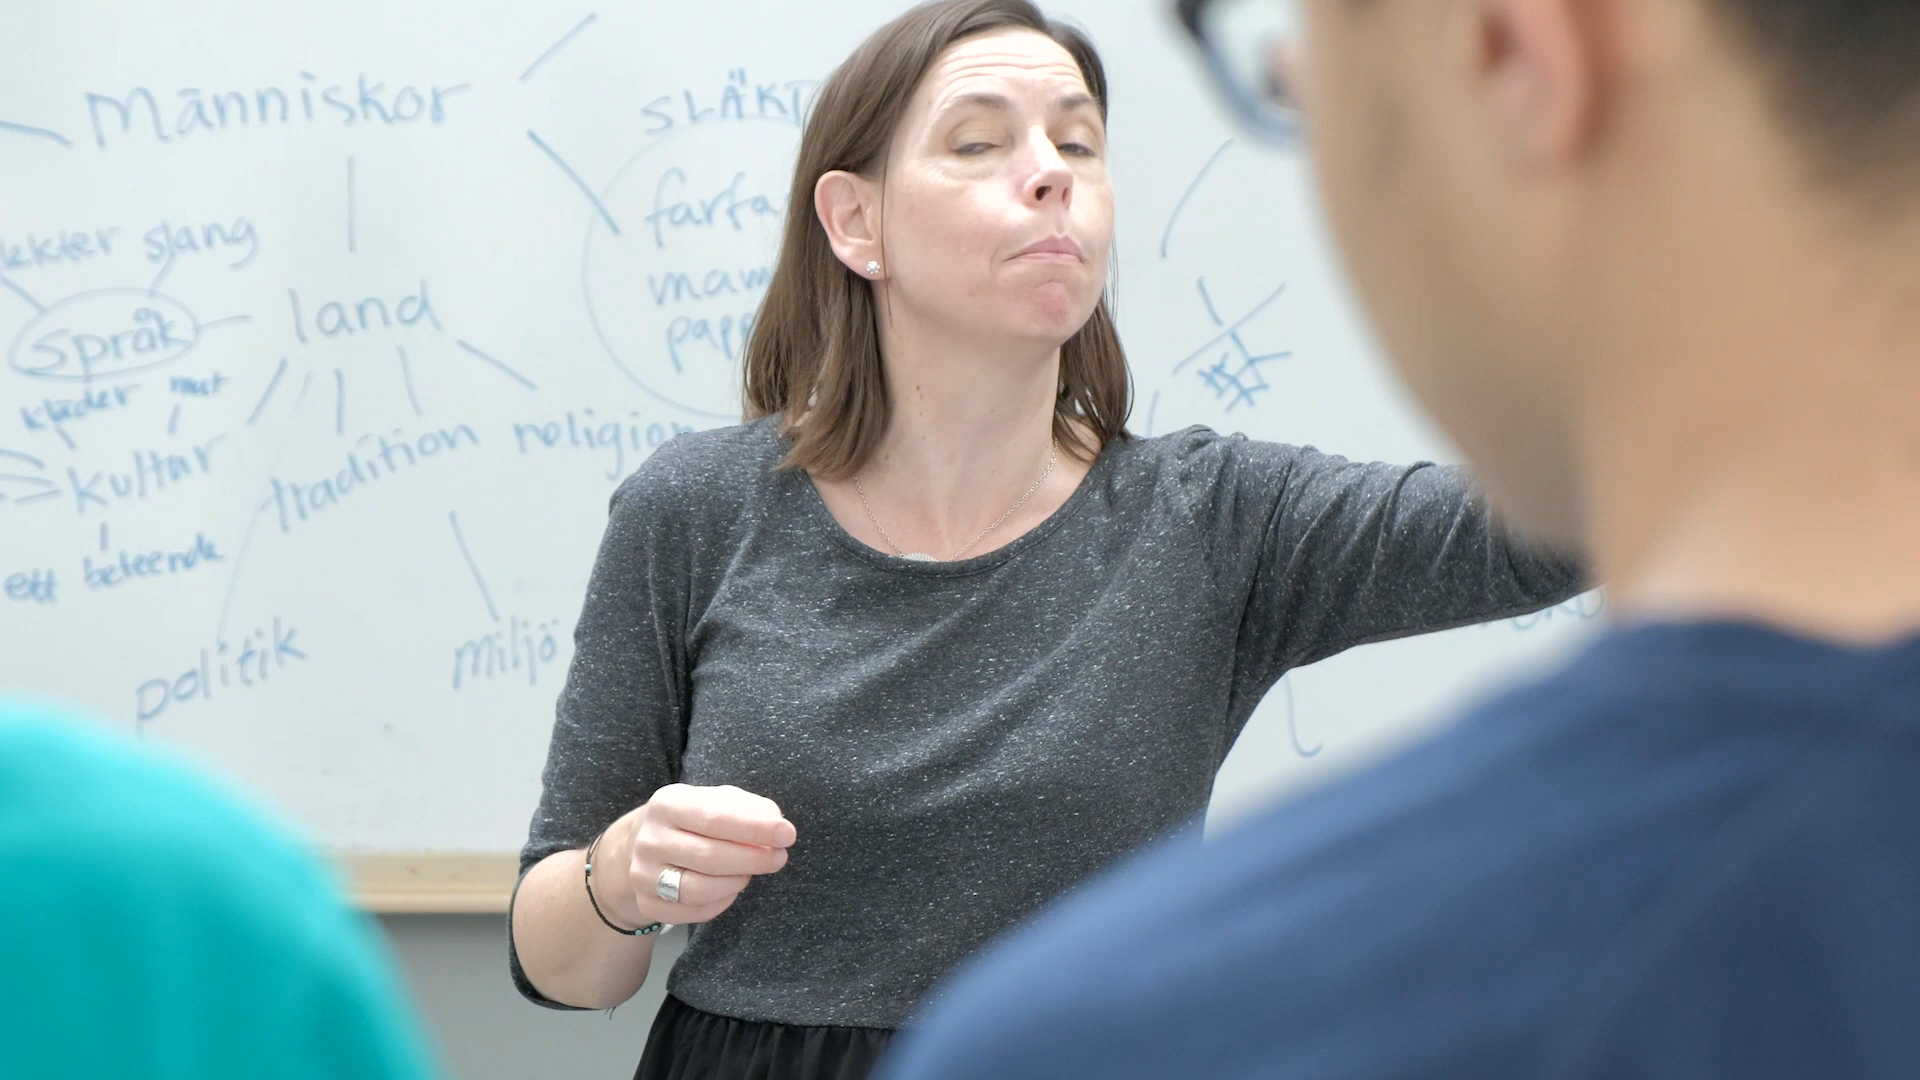 Människor
SLÄKT
farfa
mam
papp
slang
språk
land
kläder mat
kultur
tradition
religion
ett beteende
politik
miljö